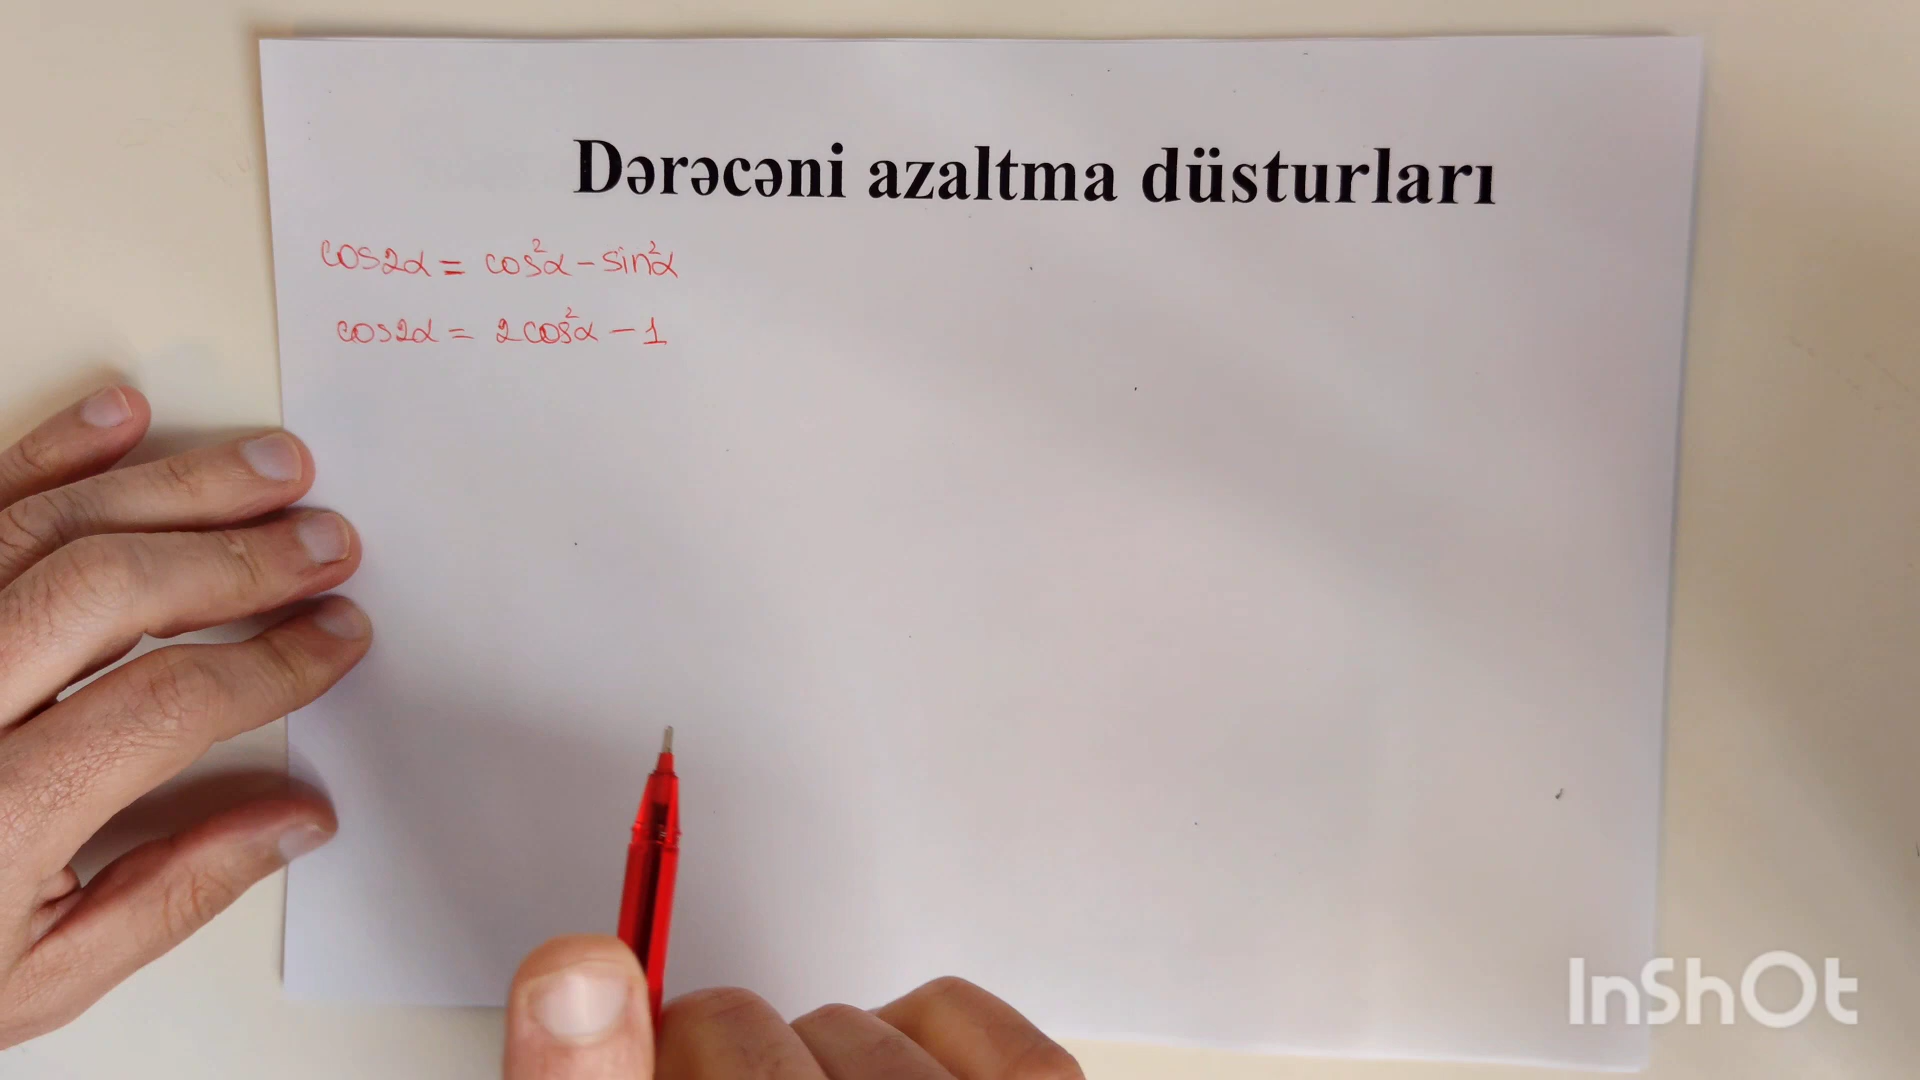 Dərəcəni azaltma düsturları
cos2α = cos²α - sin²α
cos2α = 2cos²α - 1
InShOt